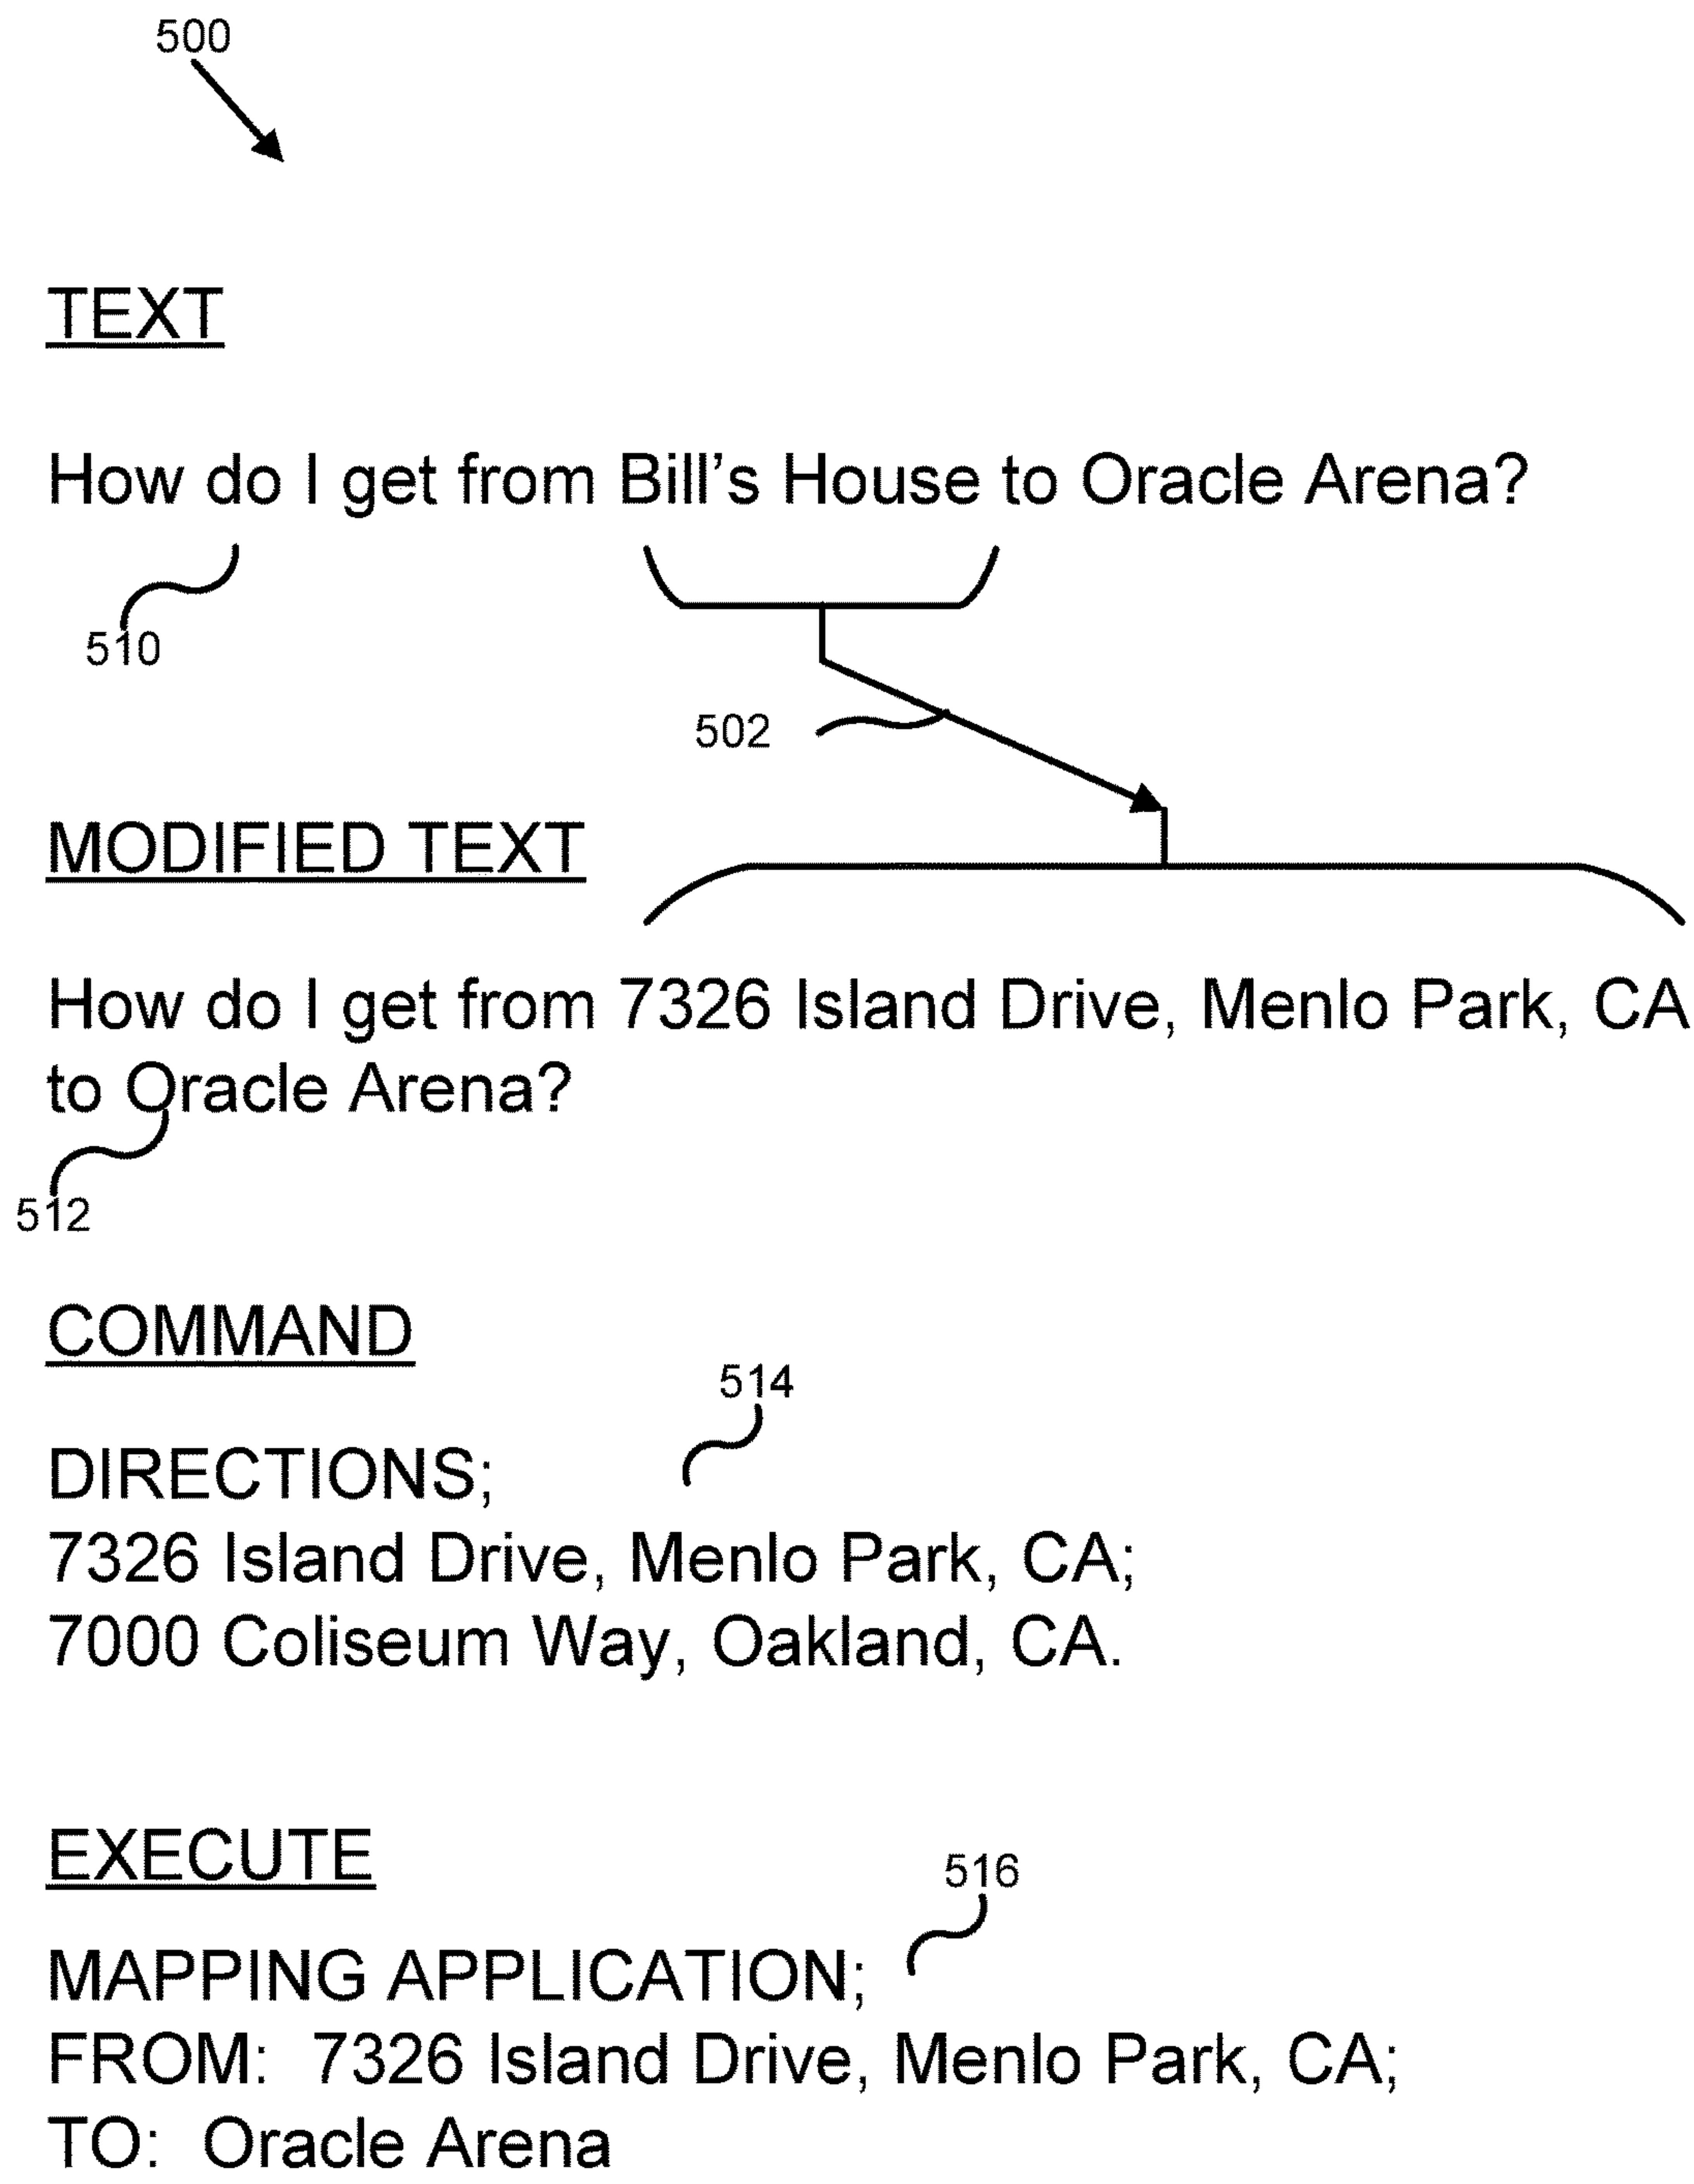 500
TEXT
How do I get from Bill’s House to Oracle Arena?
510
502
MODIFIED TEXT
How do I get from 7326 Island Drive, Menlo Park, CA
to Oracle Arena?
512
COMMAND
514
DIRECTIONS;
7326 Island Drive, Menlo Park, CA;
7000 Coliseum Way, Oakland, CA.
EXECUTE
516
MAPPING APPLICATION;
FROM:  7326 Island Drive, Menlo Park, CA;
TO:  Oracle Arena